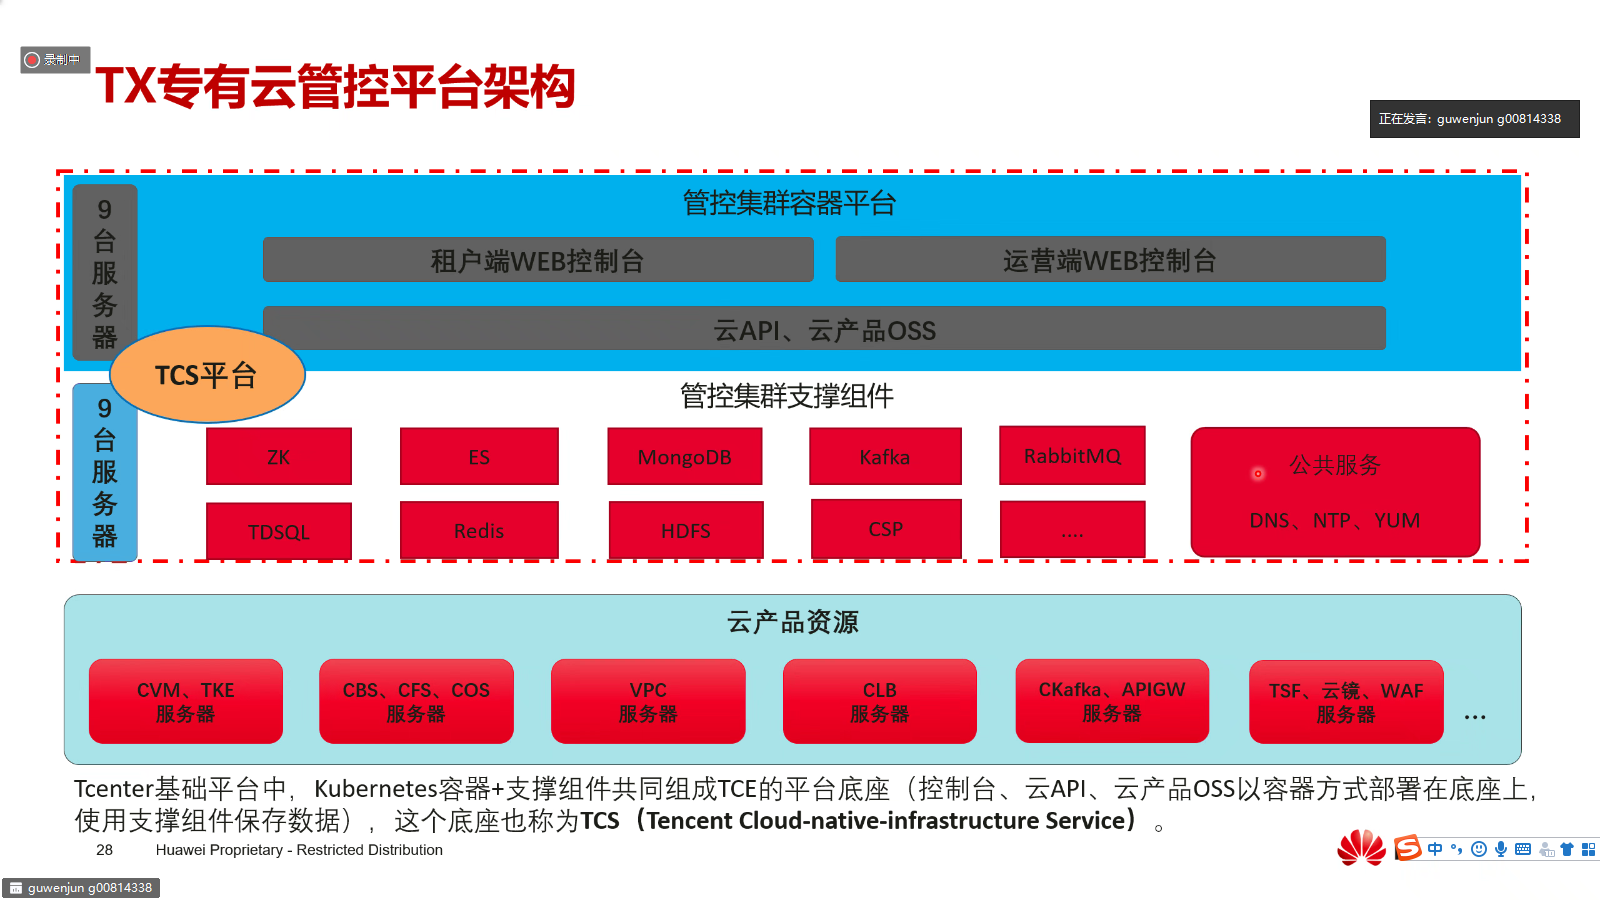 录制中
TX专有云管控平台架构
正在发言：guwenjun g00814338
9
台
服
务
器
管控集群容器平台
租户端WEB控制台
运营端WEB控制台
云API、云产品OSS
TCS平台
9
台
服
务
器
管控集群支撑组件
ZK
ES
MongoDB
Kafka
RabbitMQ
TDSQL
Redis
HDFS
CSP
....
公共服务
DNS、NTP、YUM
云产品资源
CVM、TKE
服务器
CBS、CFS、COS
服务器
VPC
服务器
CLB
服务器
CKafka、APIGW
服务器
TSF、云镜、WAF
服务器
...
Tcenter基础平台中，Kubernetes容器+支撑组件共同组成TCE的平台底座（控制台、云API、云产品OSS以容器方式部署在底座上，
使用支撑组件保存数据），这个底座也称为TCS（Tencent Cloud-native-infrastructure Service）。
28
Huawei Proprietary - Restricted Distribution
S 中
guwenjun g00814338